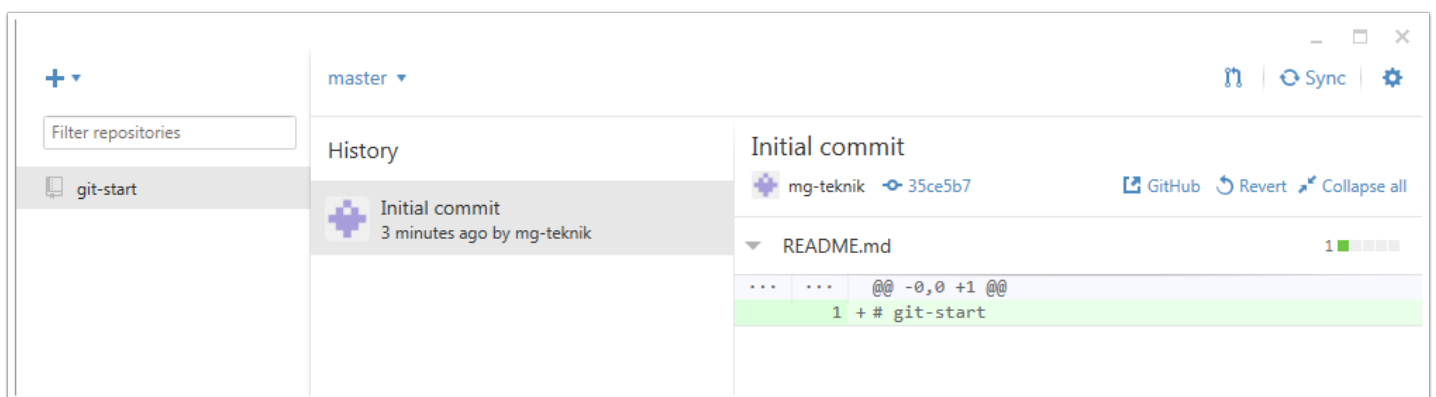 master
Sync
Filter repositories
git-start
History
Initial commit
3 minutes ago by mg-teknik
Initial commit
mg-teknik 35ce5b7
GitHub Revert Collapse all
README.md 1
... ... @@ -0,0 +1 @@
1 + # git-start